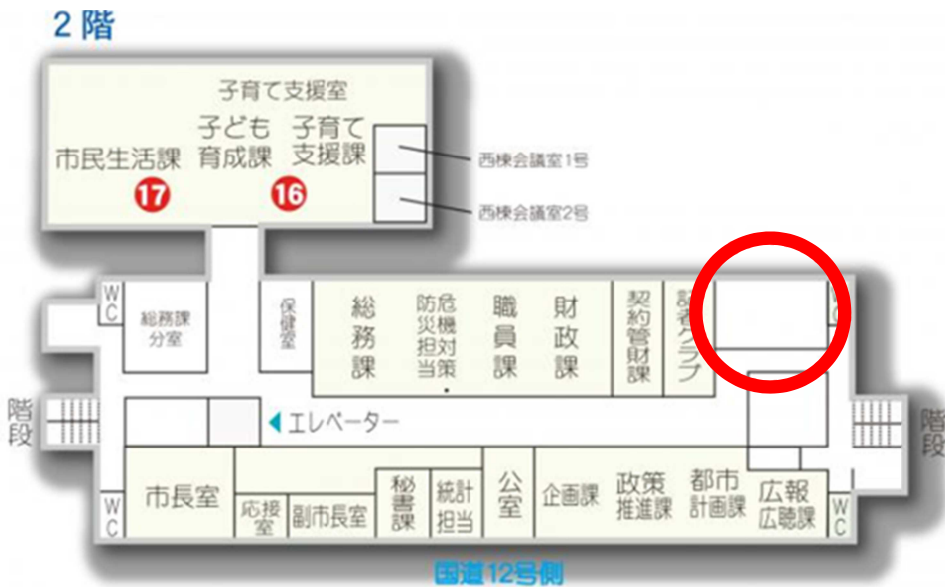 2階
子育て支援室
子ども
育成課
子育て
支援課
市民生活課
17
16
西棟会議室1号
西棟会議室2号
WC
総務課
分室
保健室
総務課
危機対策
防災担当
職員課
財政課
契約管財課
記者クラブ
WC
階段
エレベーター
階段
WC
市長室
応接室
副市長室
秘書課
統計
担当
公室
企画課
政策
推進課
都市
計画課
広報
広聴課
WC
国道12号側